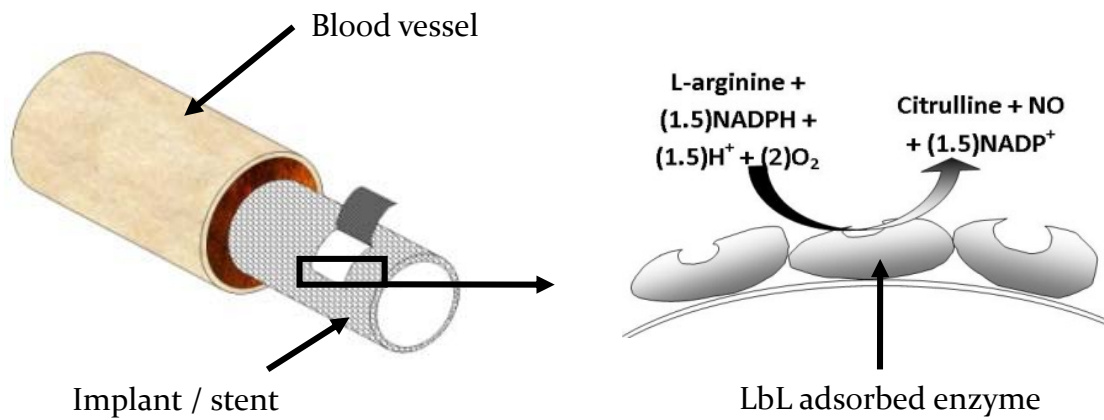 Blood vessel
L-arginine +
(1.5)NADPH +
(1.5)H⁺ + (2)O₂
Citrulline + NO
+ (1.5)NADP⁺
Implant / stent
LbL adsorbed enzyme